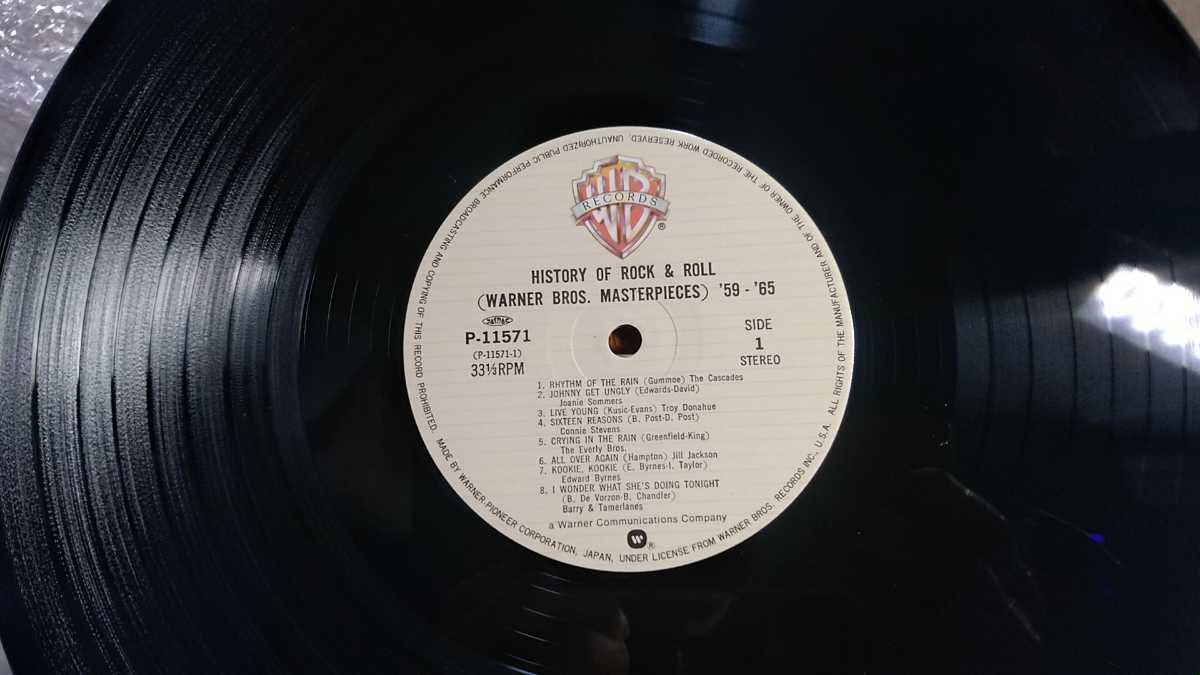 WB
RECORDS
®
HISTORY OF ROCK & ROLL
(WARNER BROS. MASTERPIECES) '59 - '65
P-11571
(P-11571-1)
33⅓RPM
SIDE
1
STEREO
1. RHYTHM OF THE RAIN (Gummoe) The Cascades
2. JOHNNY GET UNGLY (Edwards-David)
Joanie Sommers
3. LIVE YOUNG (Kusic-Evans) Troy Donahue
4. SIXTEEN REASONS (B. Post-D. Post)
Connie Stevens
5. CRYING IN THE RAIN (Greenfield-King)
The Everly Bros.
6. ALL OVER AGAIN (Hampton) Jill Jackson
7. KOOKIE, KOOKIE (E. Byrnes-I. Taylor)
Edward Byrnes
8. I WONDER WHAT SHE'S DOING TONIGHT
(B. De Vorzon-B. Chandler)
Barry & Tamerlanes
a Warner Communications Company
®
MADE BY WARNER-PIONEER CORPORATION, JAPAN, UNDER LICENSE FROM WARNER BROS. RECORDS INC., U.S.A. ALL RIGHTS OF THE MANUFACTURER AND OF THE OWNER OF THE RECORDED WORK RESERVED. UNAUTHORIZED PUBLIC PERFORMANCE BROADCASTING AND COPYING OF THIS RECORD PROHIBITED.